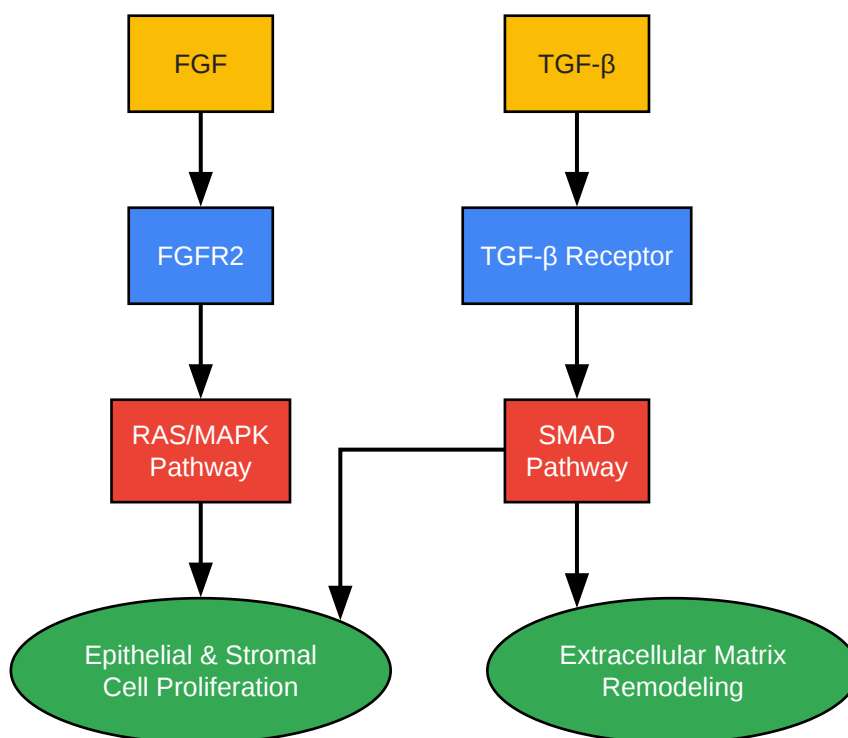 FGF
TGF-β
FGFR2
TGF-β Receptor
RAS/MAPK
Pathway
SMAD
Pathway
Epithelial & Stromal
Cell Proliferation
Extracellular Matrix
Remodeling